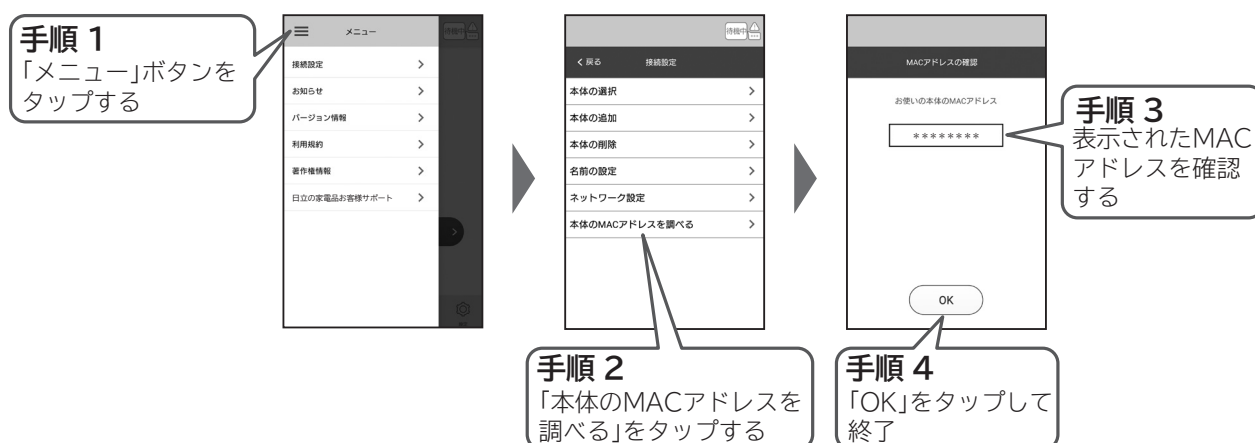 手順 1
「メニュー」ボタンを
タップする
メニュー
待機中
接続設定
お知らせ
バージョン情報
利用規約
著作権情報
日立の家電品お客様サポート
待機中
戻る
接続設定
本体の選択
本体の追加
本体の削除
名前の設定
ネットワーク設定
本体のMACアドレスを調べる
手順 2
「本体のMACアドレスを
調べる」をタップする
MACアドレスの確認
お使いの本体のMACアドレス
********
OK
手順 3
表示されたMAC
アドレスを確認
する
手順 4
「OK」をタップして
終了